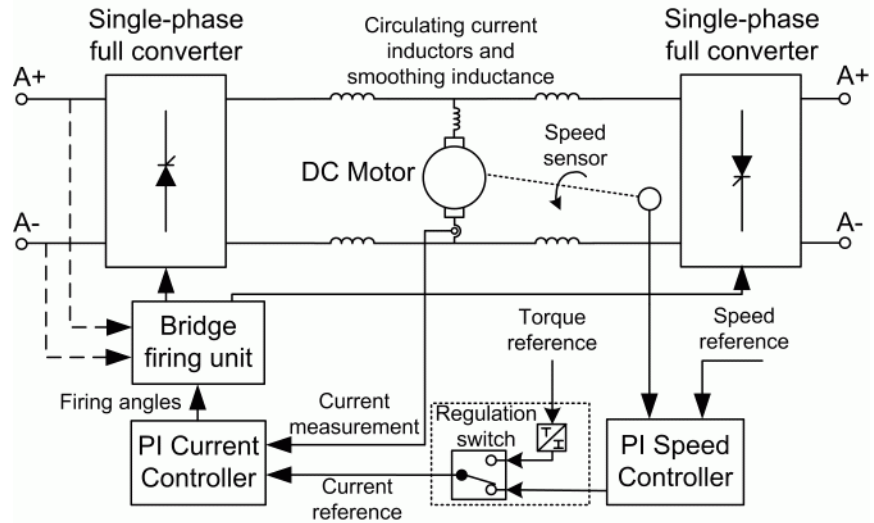 Single-phase
full converter
Circulating current
inductors and
smoothing inductance
Single-phase
full converter
A+
A+
DC Motor
Speed
sensor
A-
A-
Bridge
firing unit
Torque
reference
Speed
reference
Firing angles
Current
measurement
Regulation
switch
T
I
PI Current
Controller
PI Speed
Controller
Current
reference